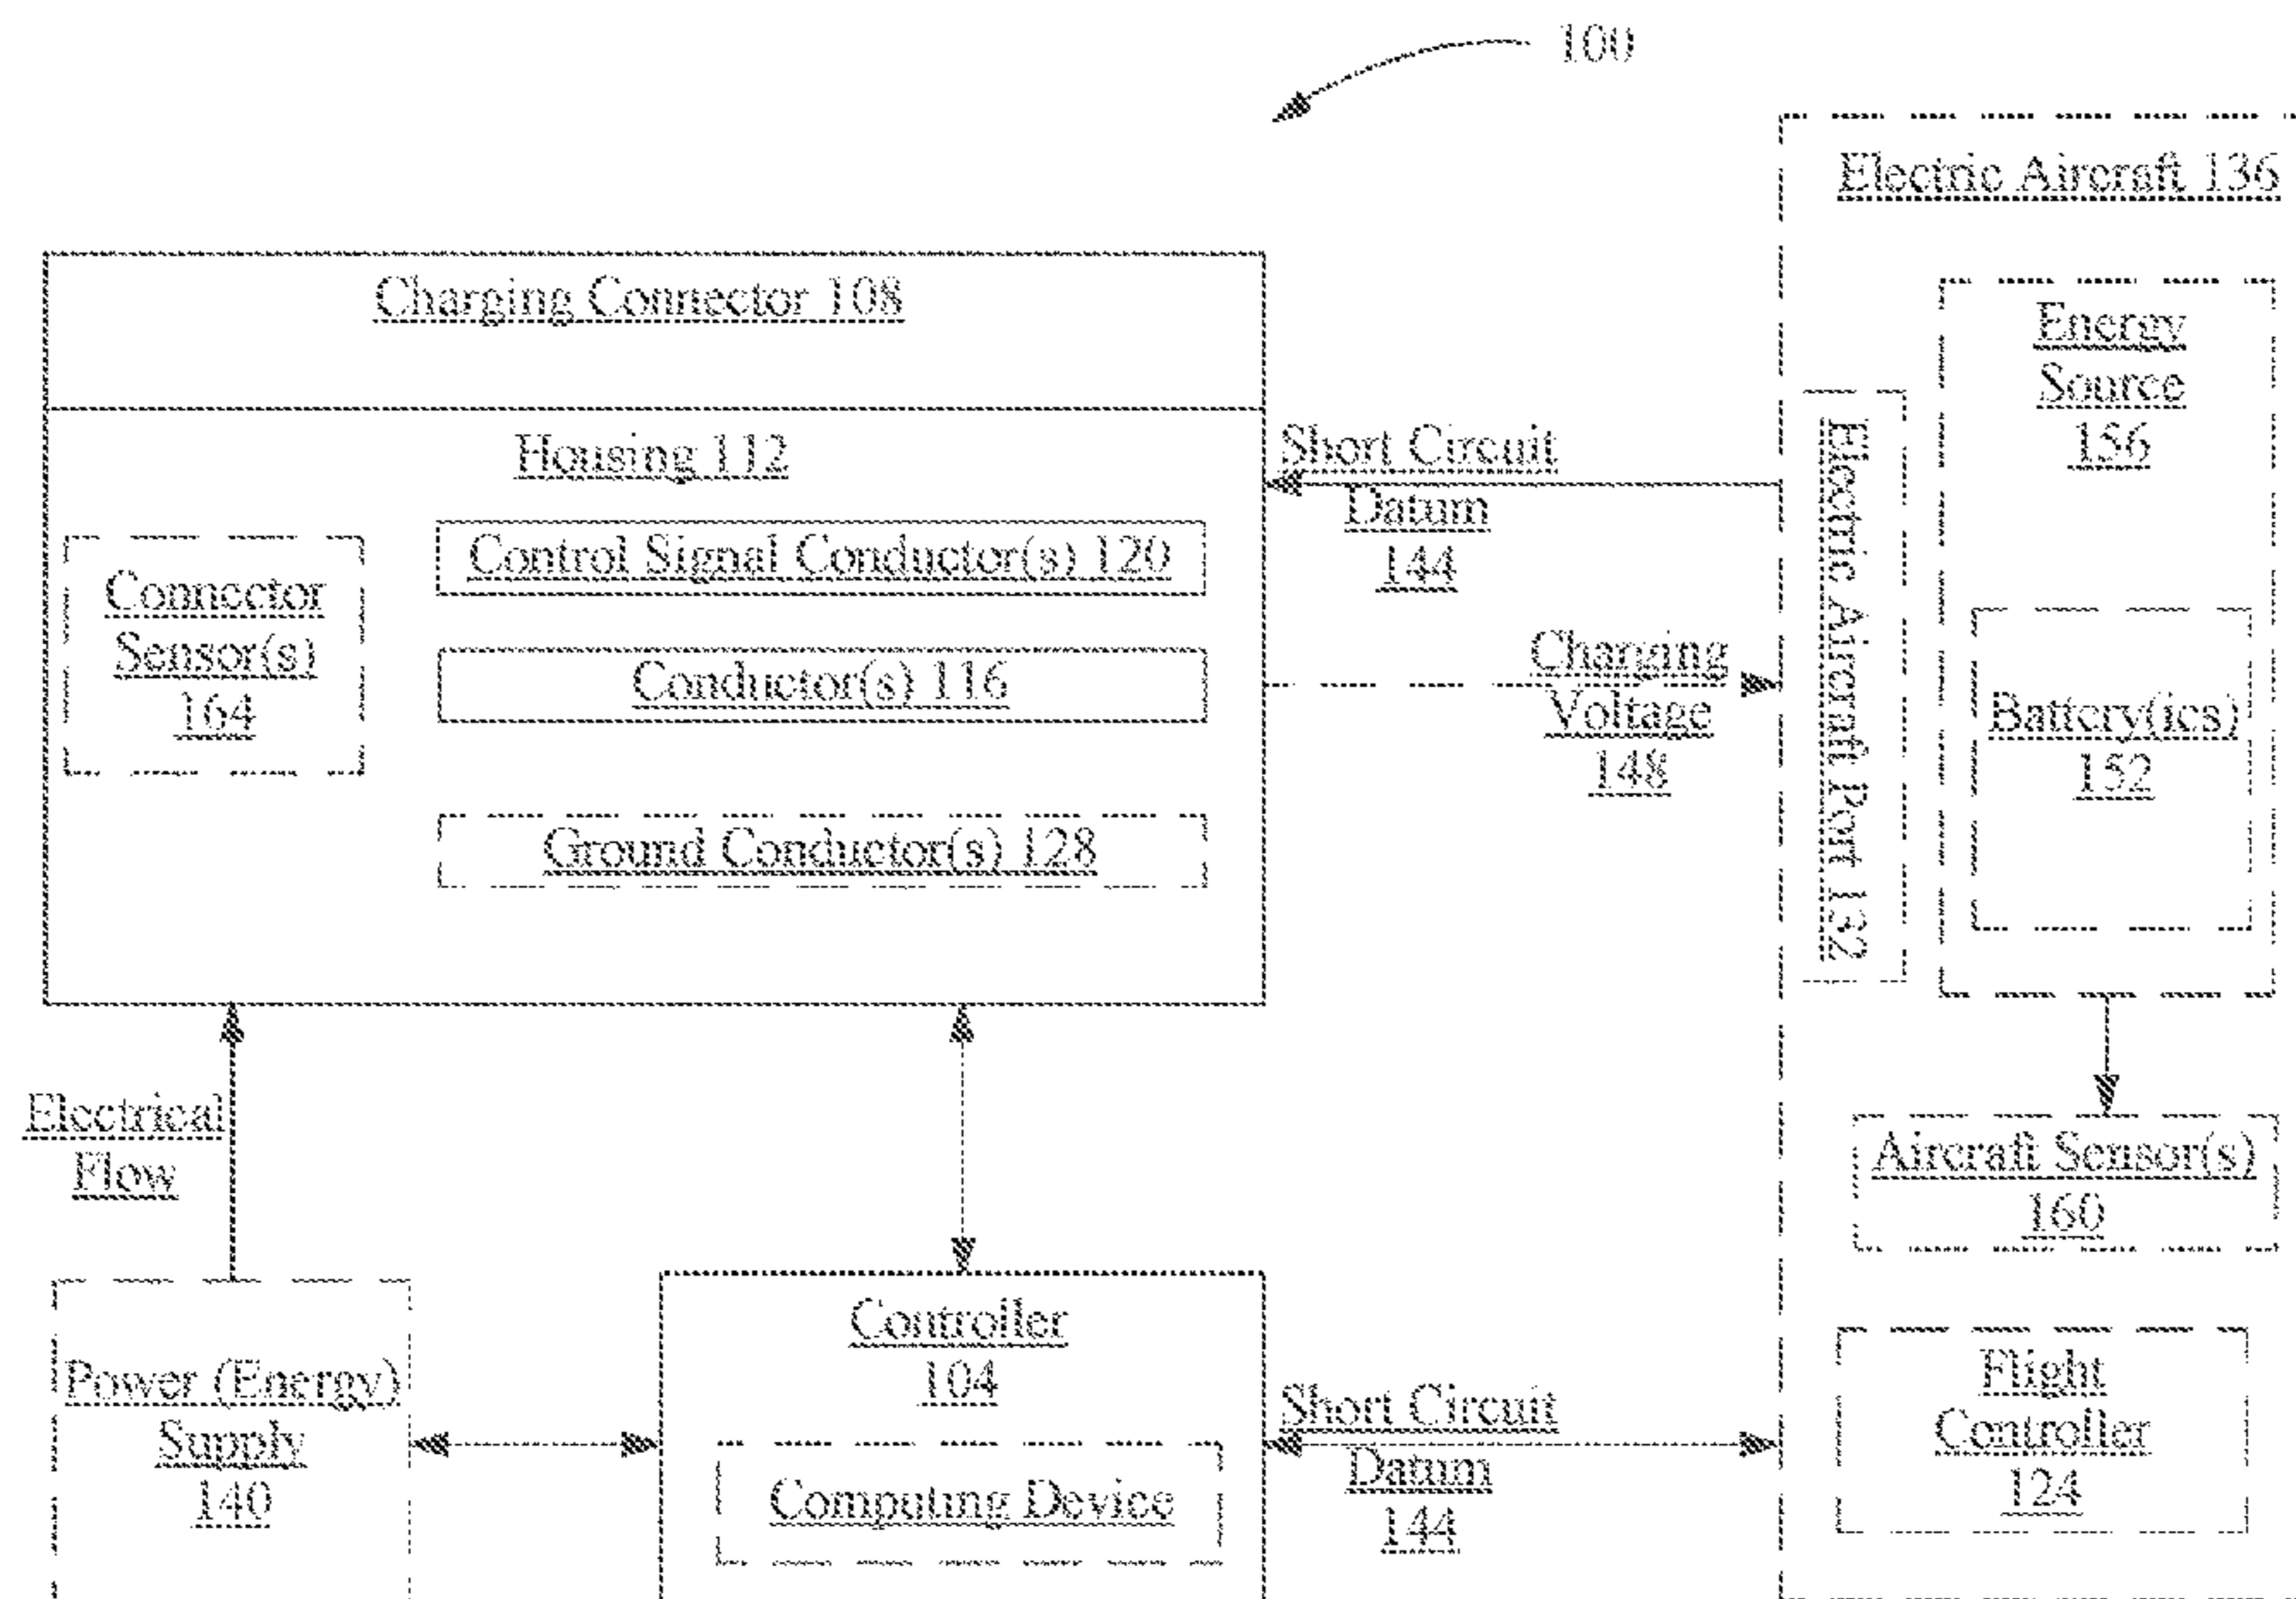 100
Electric Aircraft 136
Charging Connector 108
Housing 112
Control Signal Conductor(s) 120
Connector
Sensor(s)
164
Conductor(s) 116
Ground Conductor(s) 128
Short Circuit
Datum
144
Charging
Voltage
148
Electric Aircraft Port 132
Energy
Source
156
Battery(ies)
152
Aircraft Sensor(s)
160
Electrical
Flow
Power (Energy)
Supply
140
Controller
104
Computing Device
Short Circuit
Datum
144
Flight
Controller
124